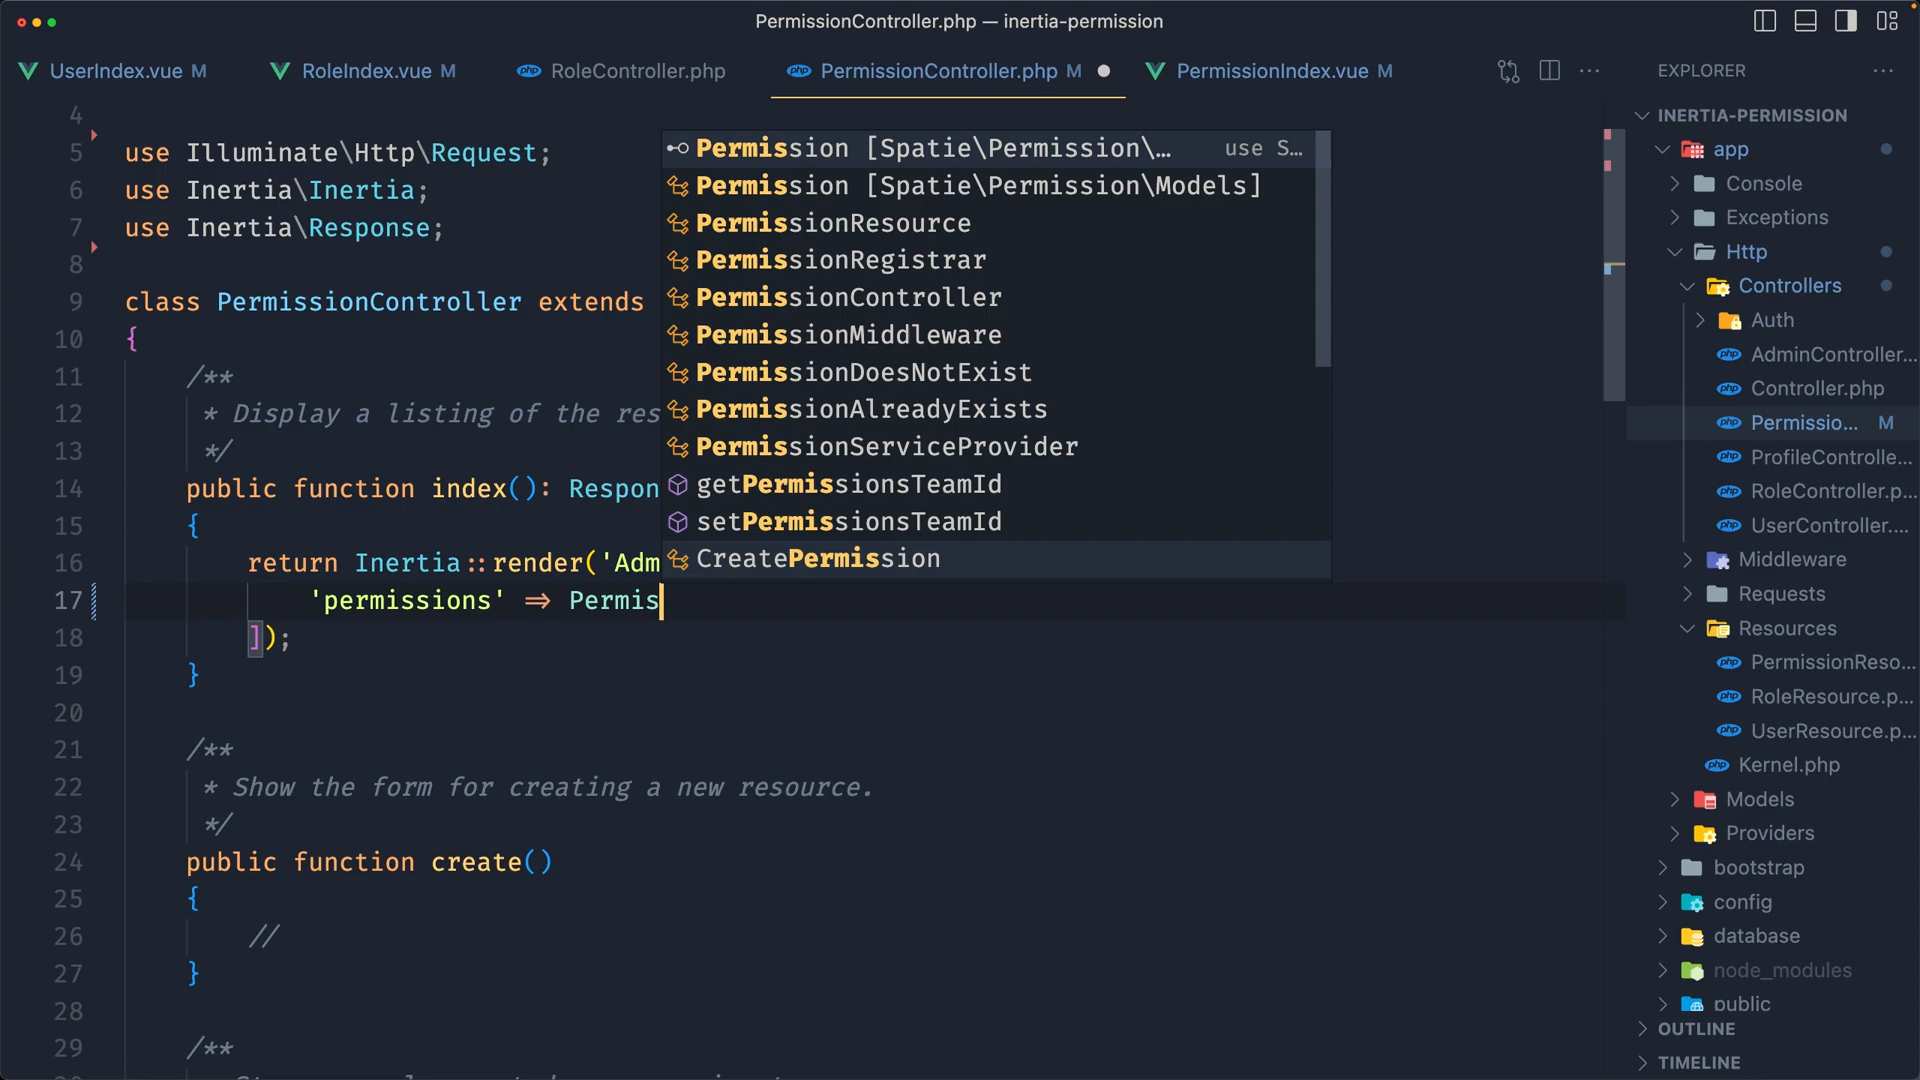 PermissionController.php — inertia-permission
UserIndex.vue M
RoleIndex.vue M
RoleController.php
PermissionController.php M
PermissionIndex.vue M
4
5 use Illuminate\Http\Request;
6 use Inertia\Inertia;
7 use Inertia\Response;
8
9 class PermissionController extends
10 {
11 /**
12 * Display a listing of the res
13 */
14 public function index(): Respon
15 {
16 return Inertia::render('Adm
17 'permissions' => Permis
18 ]);
19 }
20
21 /**
22 * Show the form for creating a new resource.
23 */
24 public function create()
25 {
26 //
27 }
28
29 /**
Permission [Spatie\Permission\… use S…
Permission [Spatie\Permission\Models]
PermissionResource
PermissionRegistrar
PermissionController
PermissionMiddleware
PermissionDoesNotExist
PermissionAlreadyExists
PermissionServiceProvider
getPermissionsTeamId
setPermissionsTeamId
CreatePermission
EXPLORER
INERTIA-PERMISSION
app
Console
Exceptions
Http
Controllers
Auth
AdminController...
Controller.php
Permissio... M
ProfileControlle...
RoleController.p...
UserController....
Middleware
Requests
Resources
PermissionReso...
RoleResource.p...
UserResource.p...
Kernel.php
Models
Providers
bootstrap
config
database
node_modules
public
OUTLINE
TIMELINE